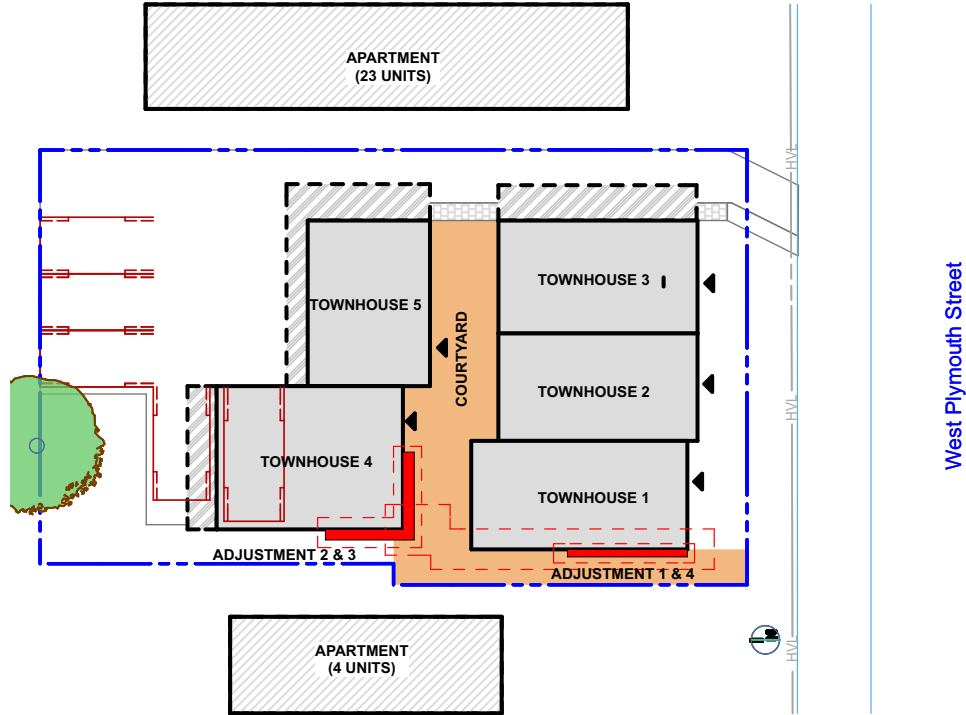 APARTMENT
(23 UNITS)
HVL
TOWNHOUSE 3
TOWNHOUSE 5
COURTYARD
West Plymouth Street
TOWNHOUSE 2
HVL
TOWNHOUSE 4
TOWNHOUSE 1
ADJUSTMENT 2 & 3
ADJUSTMENT 1 & 4
HVL
APARTMENT
(4 UNITS)